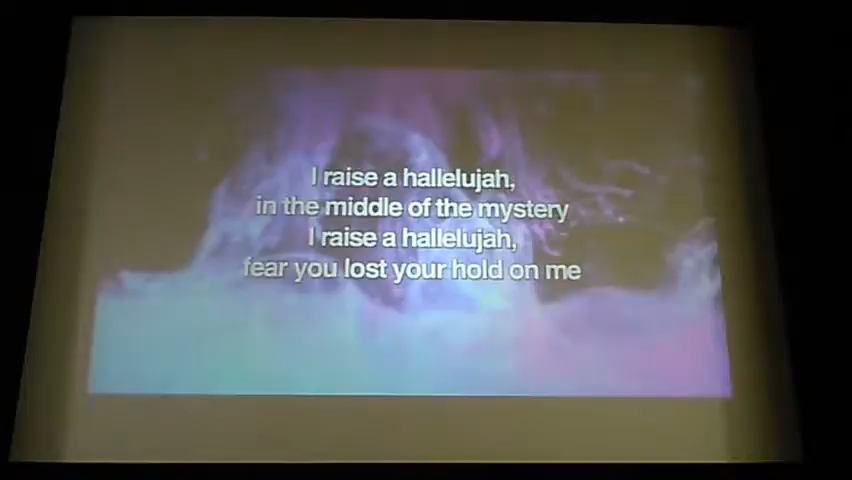 I raise a hallelujah,
in the middle of the mystery
I raise a hallelujah,
fear you lost your hold on me